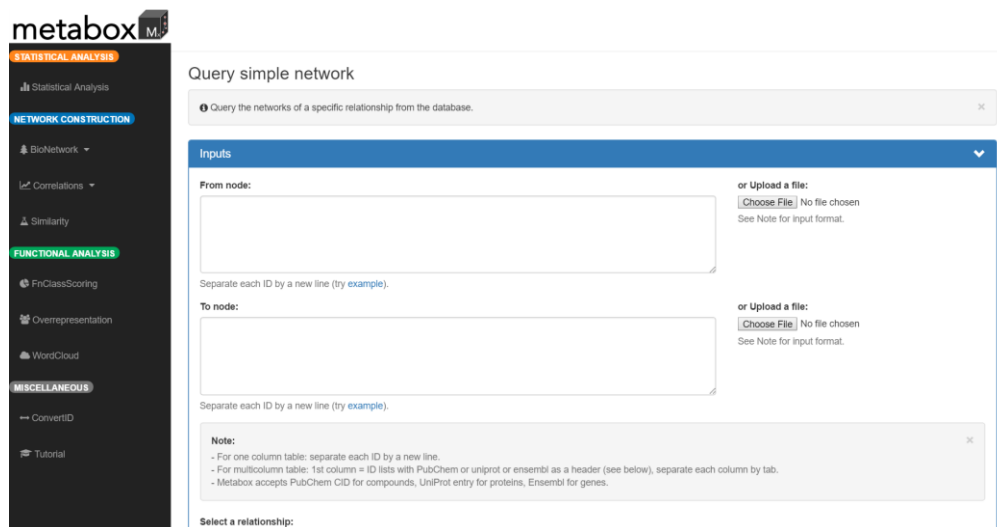 metabox M
STATISTICAL ANALYSIS
Statistical Analysis
NETWORK CONSTRUCTION
BioNetwork
Correlations
Similarity
FUNCTIONAL ANALYSIS
FnClassScoring
Overrepresentation
WordCloud
MISCELLANEOUS
ConvertID
Tutorial
Query simple network
Query the networks of a specific relationship from the database.
Inputs
From node:
or Upload a file:
Choose File No file chosen
See Note for input format.
Separate each ID by a new line (try example).
To node:
or Upload a file:
Choose File No file chosen
See Note for input format.
Separate each ID by a new line (try example).
Note:
- For one column table: separate each ID by a new line.
- For multicolumn table: 1st column = ID lists with PubChem or uniprot or ensembl as a header (see below), separate each column by tab.
- Metabox accepts PubChem CID for compounds, UniProt entry for proteins, Ensembl for genes.
Select a relationship: